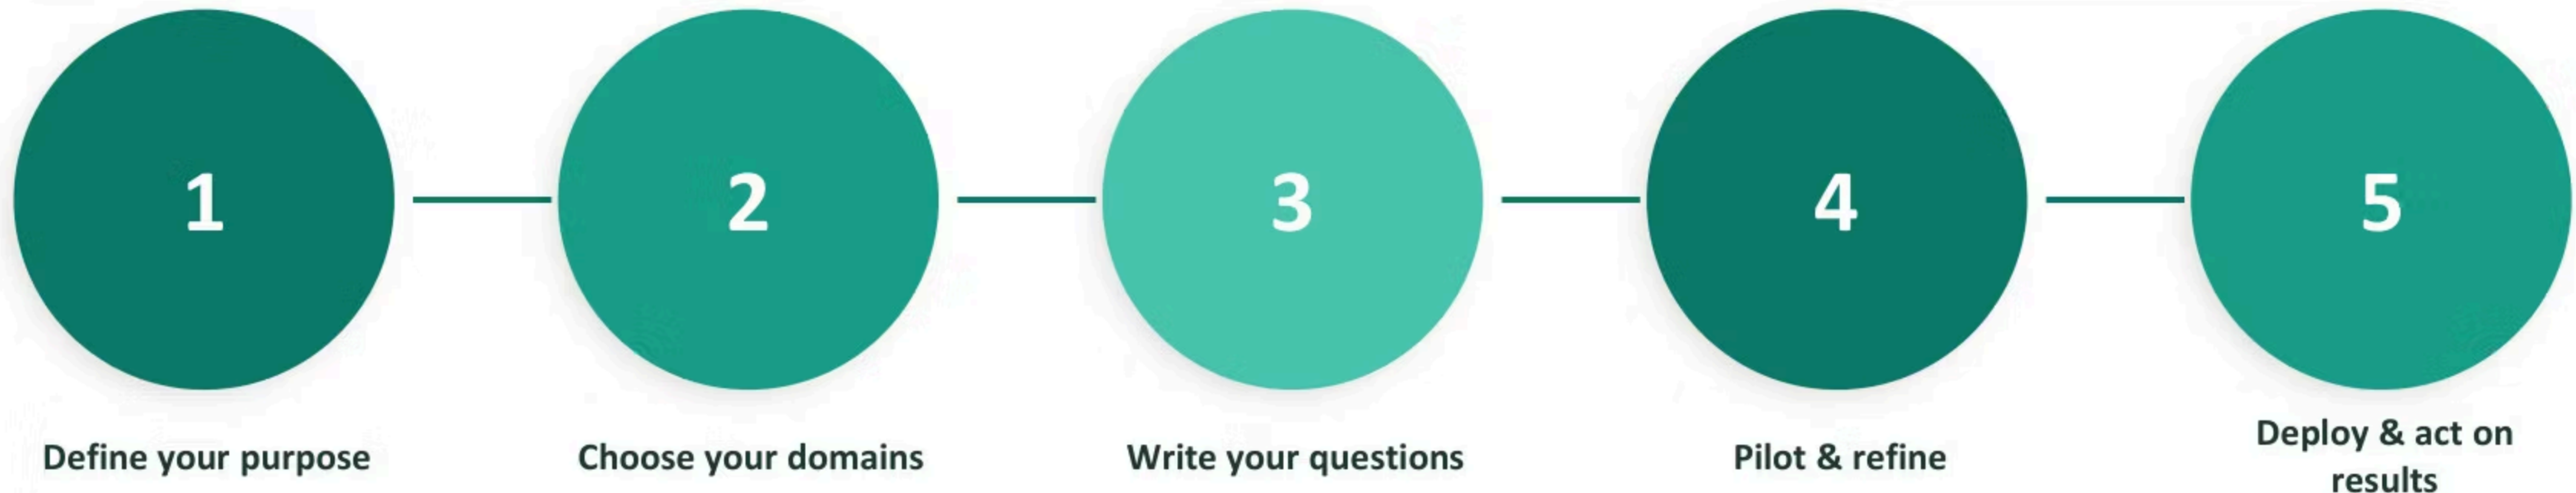 1
2
3
4
5
Define your purpose
Choose your domains
Write your questions
Pilot & refine
Deploy & act on
results